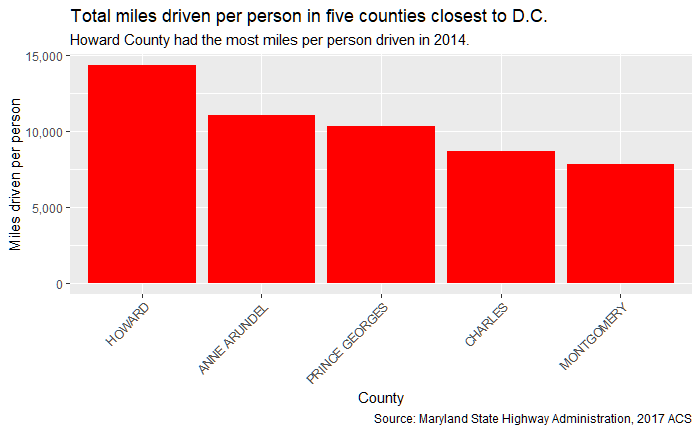 Total miles driven per person in five counties closest to D.C.
Howard County had the most miles per person driven in 2014.
Miles driven per person
15,000
10,000
5,000
0
HOWARD
ANNE ARUNDEL
PRINCE GEORGES
CHARLES
MONTGOMERY
County
Source: Maryland State Highway Administration, 2017 ACS